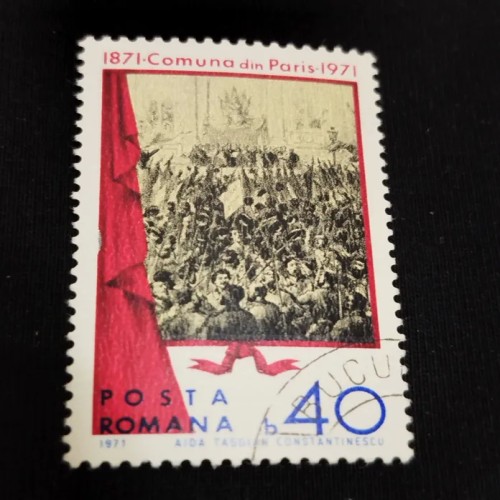 1871·Comuna din Paris·1971
POSTA
ROMANA b 40
1971 AIDA TASGIAN CONSTANTINESCU
BUCU